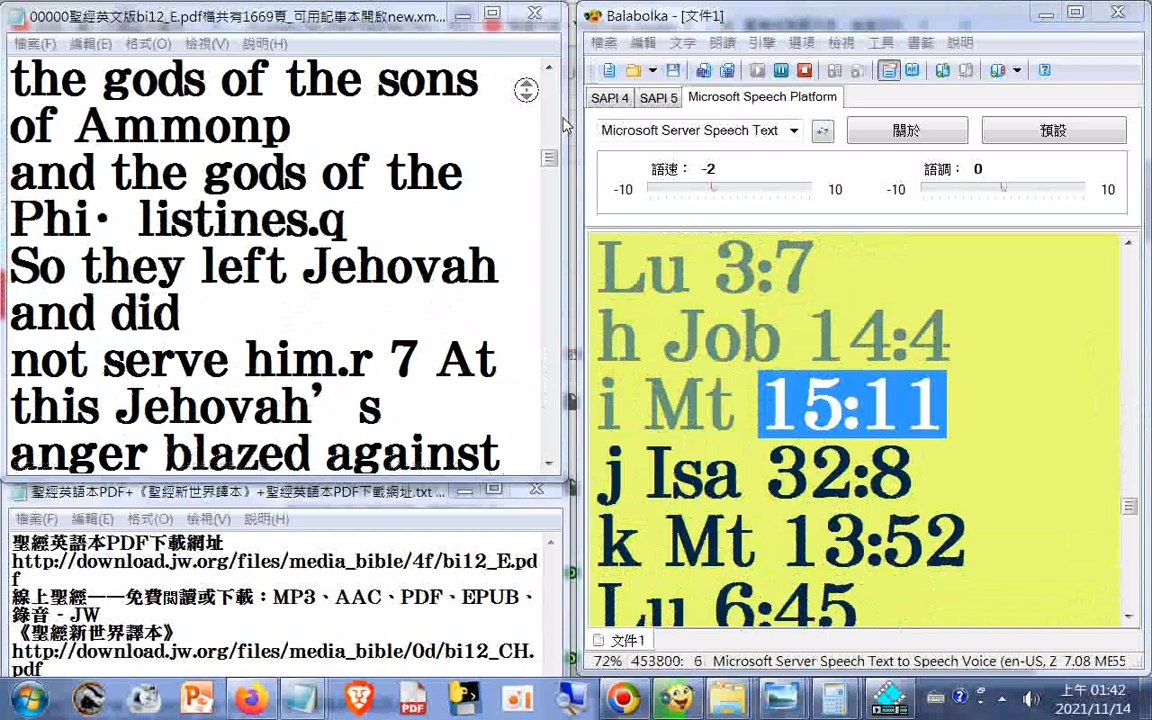 00000聖經英文版bi12_E.pdf檔共有1669頁_可用記事本開啟new.xm...
檔案(F) 編輯(E) 格式(O) 檢視(V) 說明(H)
the gods of the sons
of Ammonp
and the gods of the
Phi· listines.q
So they left Jehovah
and did
not serve him.r 7 At
this Jehovah’s
anger blazed against
聖經英語本PDF+《聖經新世界譯本》+聖經英語本PDF下載網址.txt ...
檔案(F) 編輯(E) 格式(O) 檢視(V) 說明(H)
聖經英語本PDF下載網址
http://download.jw.org/files/media_bible/4f/bi12_E.pd
f
線上聖經——免費閱讀或下載：MP3、AAC、PDF、EPUB、
錄音 - JW
《聖經新世界譯本》
http://download.jw.org/files/media_bible/0d/bi12_CH.
pdf
Balabolka - [文件1]
檔案 編輯 文字 朗讀 引擎 選項 檢視 工具 書籤 說明
SAPI 4 SAPI 5 Microsoft Speech Platform
Microsoft Server Speech Text 關於 預設
語速： -2 語調： 0
-10 10 -10 10
Lu 3:7
h Job 14:4
i Mt 15:11
j Isa 32:8
k Mt 13:52
Lu 6:45
文件1
72% 453800: 6 Microsoft Server Speech Text to Speech Voice (en-US, Z 7.08 ME55
上午 01:42
2021/11/14